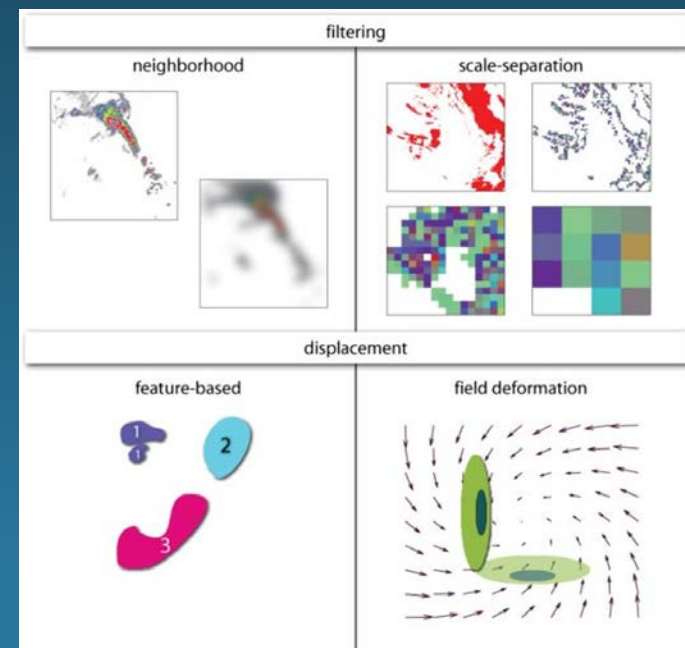 filtering
neighborhood
scale-separation
displacement
feature-based
field deformation
1
1
2
3